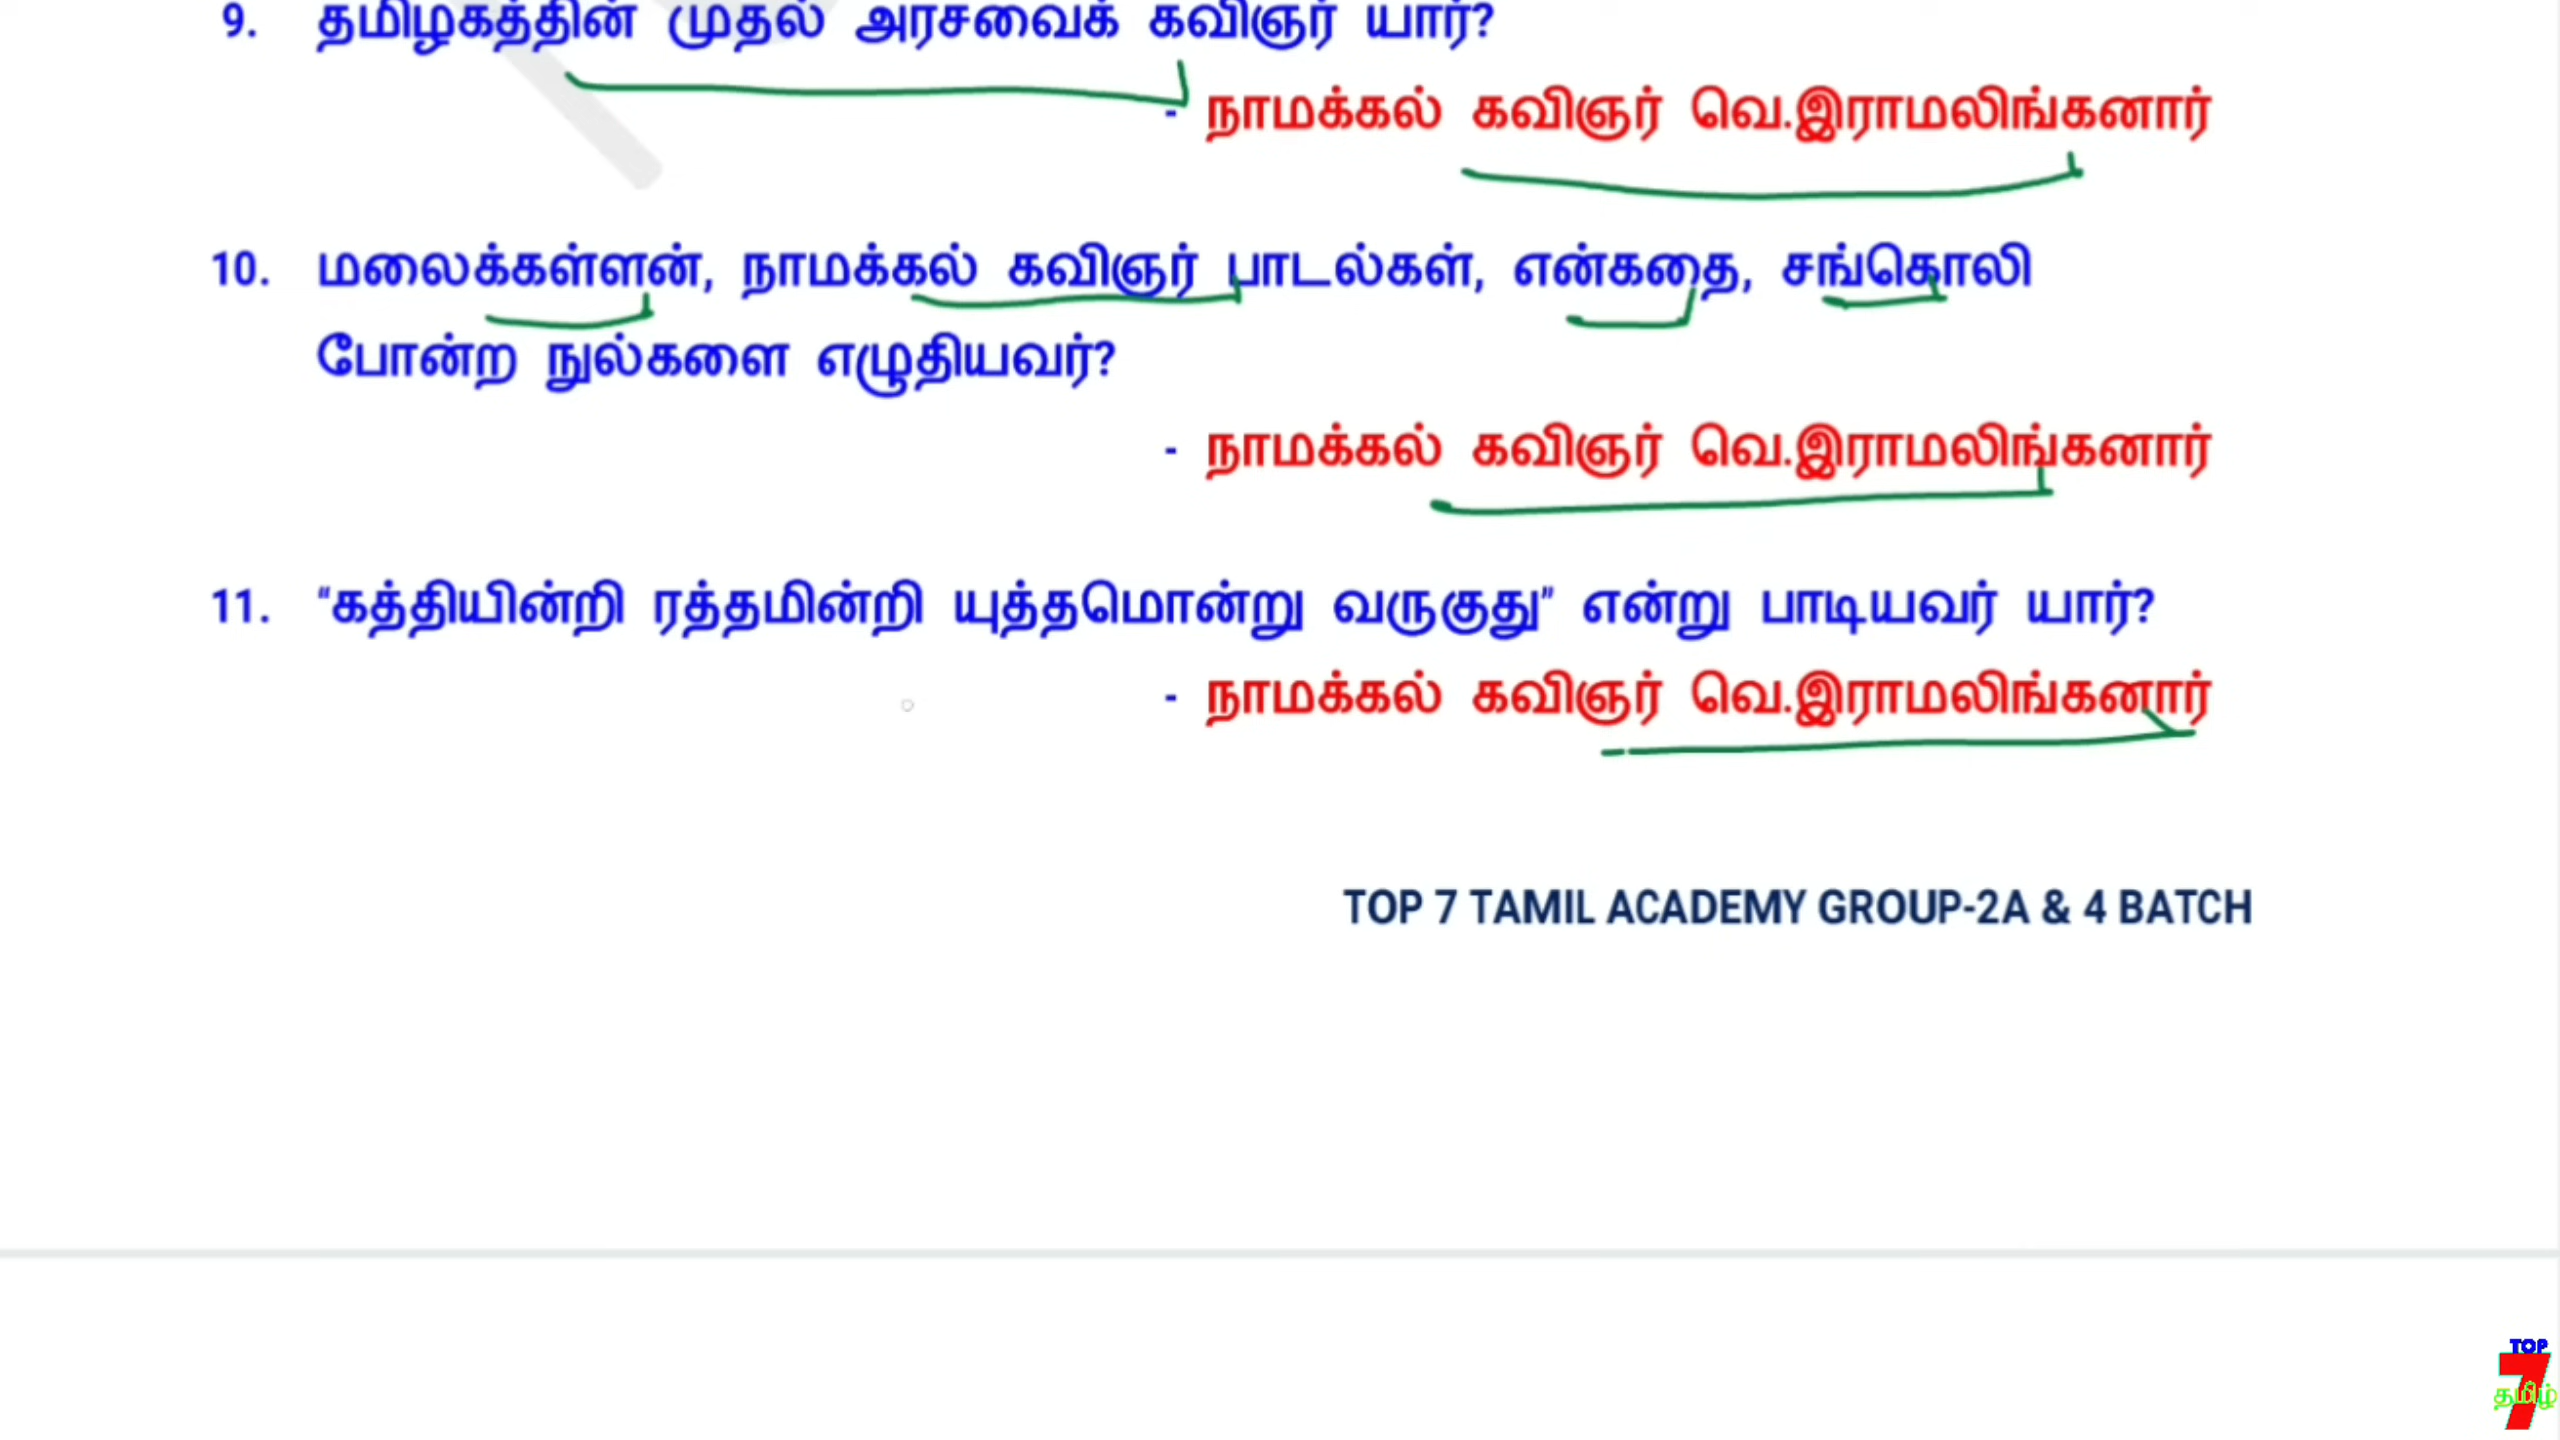 9. தமிழகத்தின் முதல் அரசவைக் கவிஞர் யார்?
- நாமக்கல் கவிஞர் வெ.இராமலிங்கனார்
10. மலைக்கள்ளன், நாமக்கல் கவிஞர் பாடல்கள், என்கதை, சங்கொலி
போன்ற நுல்களை எழுதியவர்?
- நாமக்கல் கவிஞர் வெ.இராமலிங்கனார்
11. “கத்தியின்றி ரத்தமின்றி யுத்தமொன்று வருகுது” என்று பாடியவர் யார்?
- நாமக்கல் கவிஞர் வெ.இராமலிங்கனார்
TOP 7 TAMIL ACADEMY GROUP-2A & 4 BATCH
TOP
7
தமிழ்